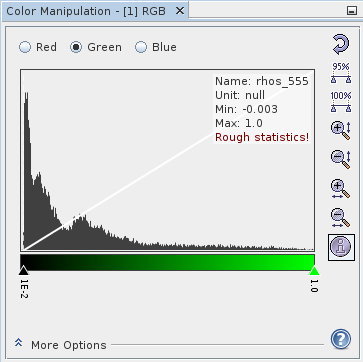 Color Manipulation - [1] RGB
Red Green Blue
Name: rhos_555
Unit: null
Min: -0.003
Max: 1.0
Rough statistics!
95%
100%
1E-2
1.0
More Options